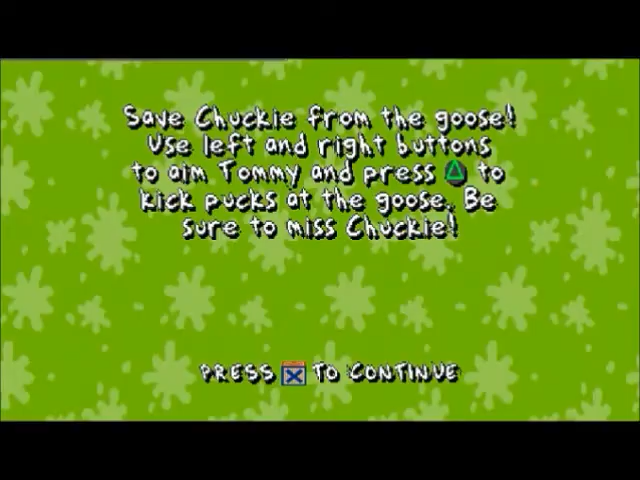 Save Chuckie from the goose!
Use left and right buttons
to aim Tommy and press △ to
kick pucks at the goose. Be
sure to miss Chuckie!
PRESS X TO CONTINUE